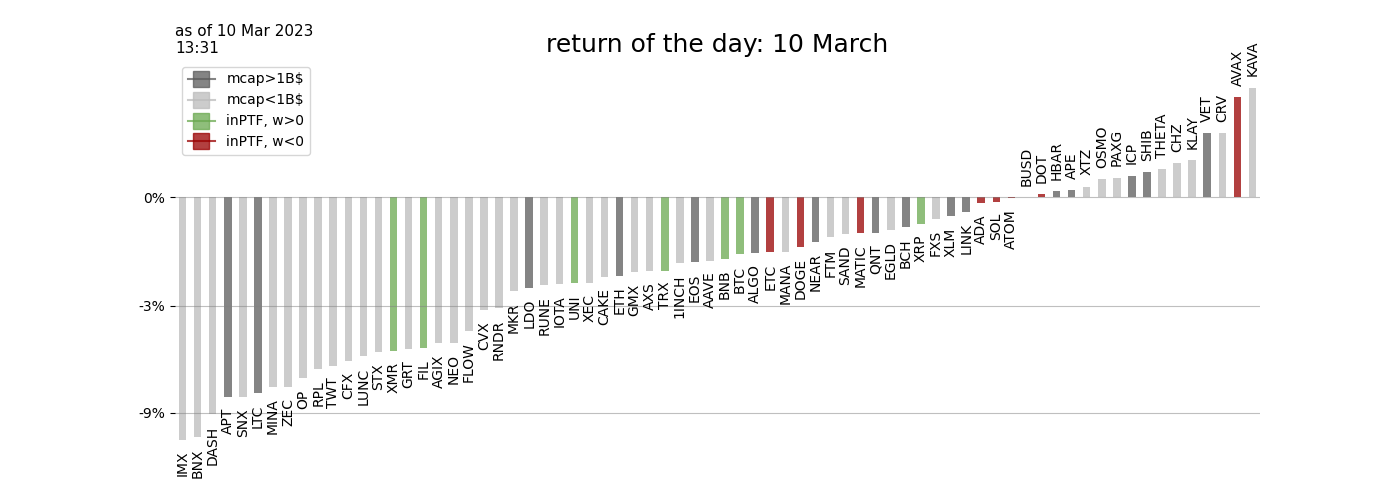 as of 10 Mar 2023
13:31
return of the day: 10 March
mcap>1B$
mcap<1B$
inPTF, w>0
inPTF, w<0
0%
-3%
-9%
IMX
BNX
DASH
APT
SNX
LTC
MINA
ZEC
OP
RPL
TWT
CFX
LUNC
STX
XMR
GRT
FIL
AGIX
NEO
FLOW
CVX
RNDR
MKR
LDO
RUNE
IOTA
UNI
XEC
CAKE
ETH
GMX
AXS
TRX
1INCH
EOS
AAVE
BNB
BTC
ALGO
ETC
MANA
DOGE
NEAR
FTM
SAND
MATIC
QNT
EGLD
BCH
XRP
FXS
XLM
LINK
ADA
SOL
ATOM
BUSD
DOT
HBAR
APE
XTZ
OSMO
PAXG
ICP
SHIB
THETA
CHZ
KLAY
VET
CRV
AVAX
KAVA